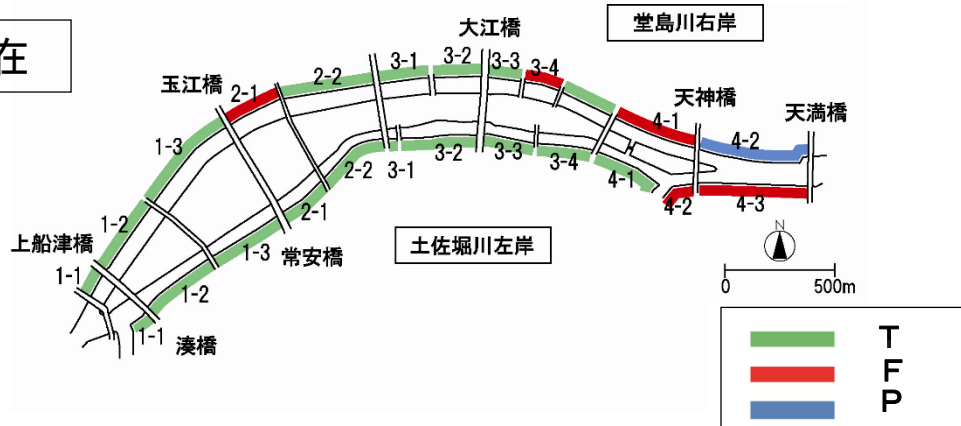 在
堂島川右岸
大江橋
玉江橋
天神橋
天満橋
上船津橋
常安橋
湊橋
土佐堀川左岸
1-1
1-2
1-3
2-1
2-2
3-1
3-2
3-3
3-4
4-1
4-2
1-1
1-2
1-3
2-1
2-2
3-1
3-2
3-3
3-4
4-1
4-2
4-3
N
0 500m
T
F
P